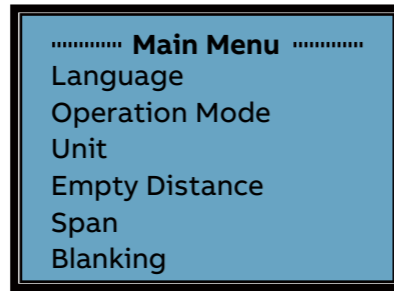 Main Menu
Language
Operation Mode
Unit
Empty Distance
Span
Blanking